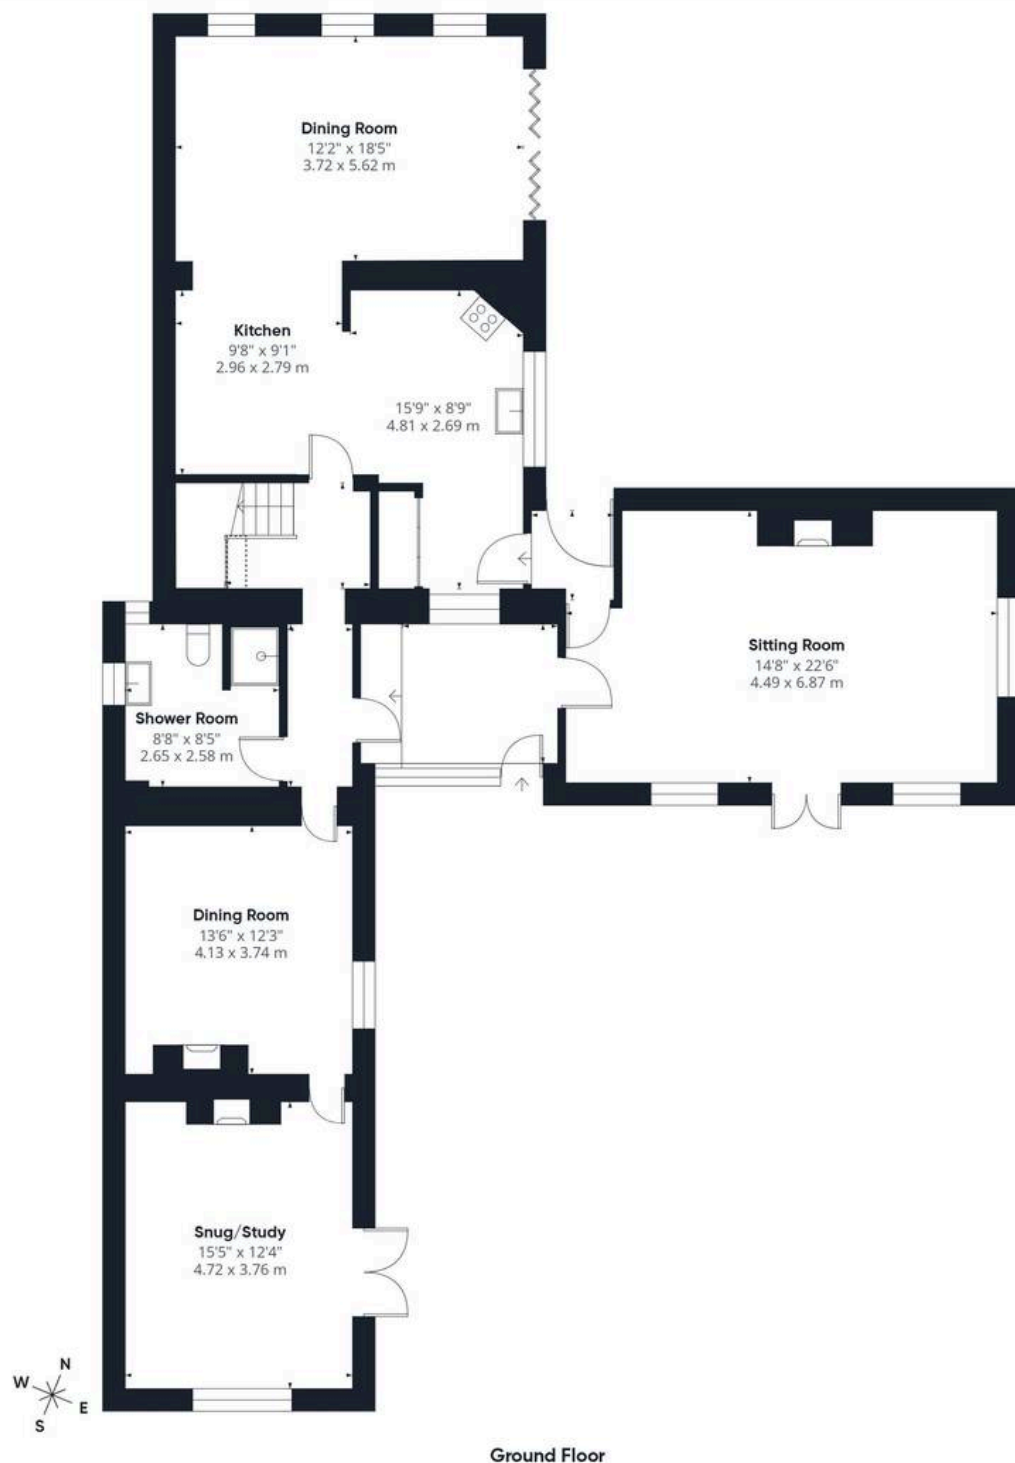 Dining Room
12'2" x 18'5"
3.72 x 5.62 m
Kitchen
9'8" x 9'1"
2.96 x 2.79 m
15'9" x 8'9"
4.81 x 2.69 m
Sitting Room
14'8" x 22'6"
4.49 x 6.87 m
Shower Room
8'8" x 8'5"
2.65 x 2.58 m
Dining Room
13'6" x 12'3"
4.13 x 3.74 m
Snug/Study
15'5" x 12'4"
4.72 x 3.76 m
N
W
E
S
Ground Floor